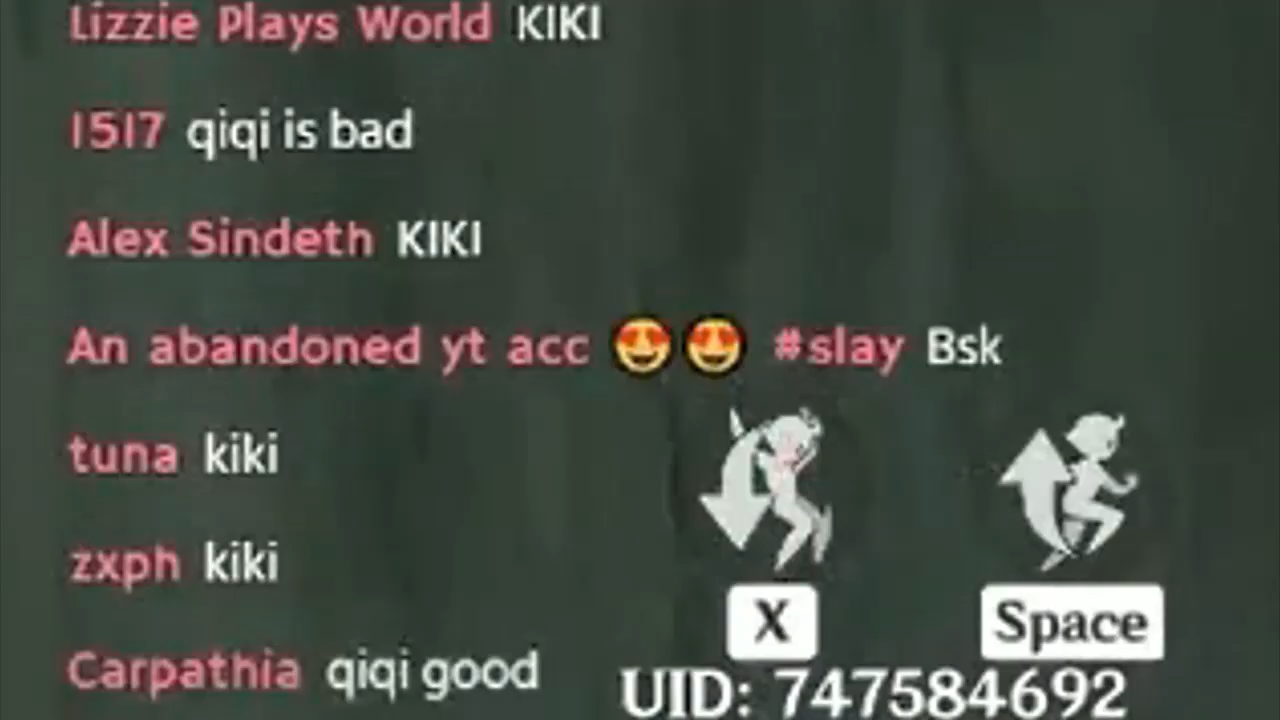 Lizzie Plays World KIKI
1517 qiqi is bad
Alex Sindeth KIKI
An abandoned yt acc 😍😍 #slay Bsk
tuna kiki
zxph kiki
X
Space
Carpathia qiqi good
UID: 747584692